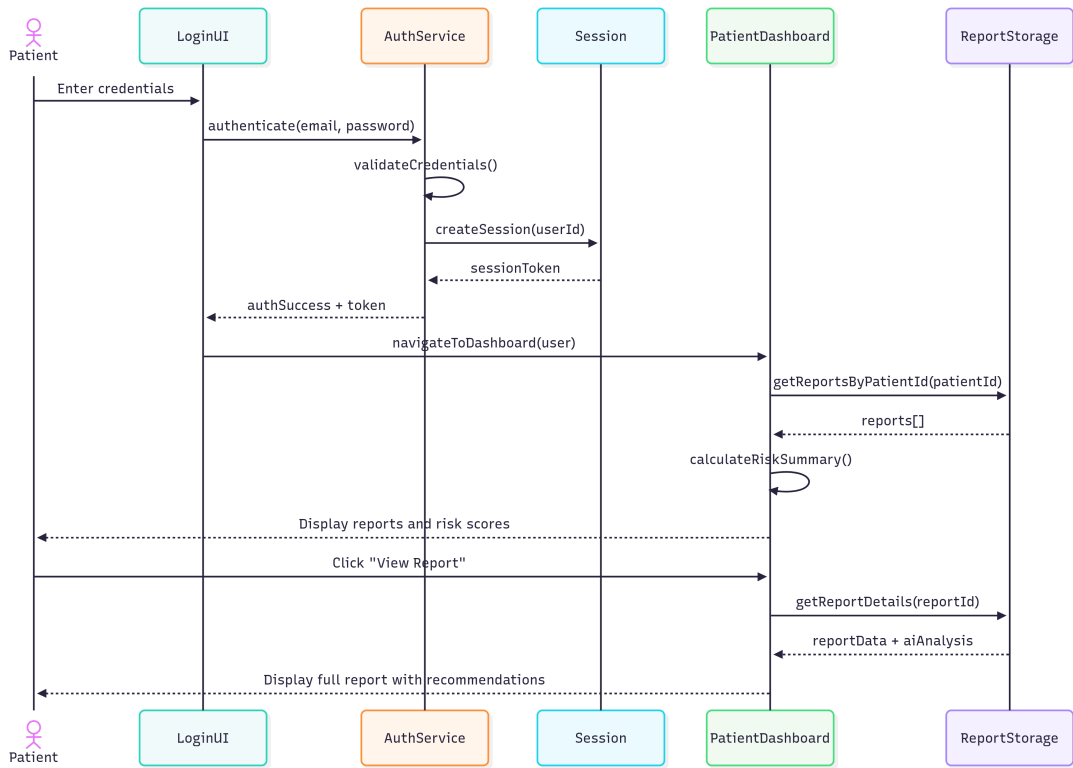 Patient
LoginUI
AuthService
Session
PatientDashboard
ReportStorage
Enter credentials
authenticate(email, password)
validateCredentials()
createSession(userId)
sessionToken
authSuccess + token
navigateToDashboard(user)
getReportsByPatientId(patientId)
reports[]
calculateRiskSummary()
Display reports and risk scores
Click "View Report"
getReportDetails(reportId)
reportData + aiAnalysis
Display full report with recommendations
Patient
LoginUI
AuthService
Session
PatientDashboard
ReportStorage